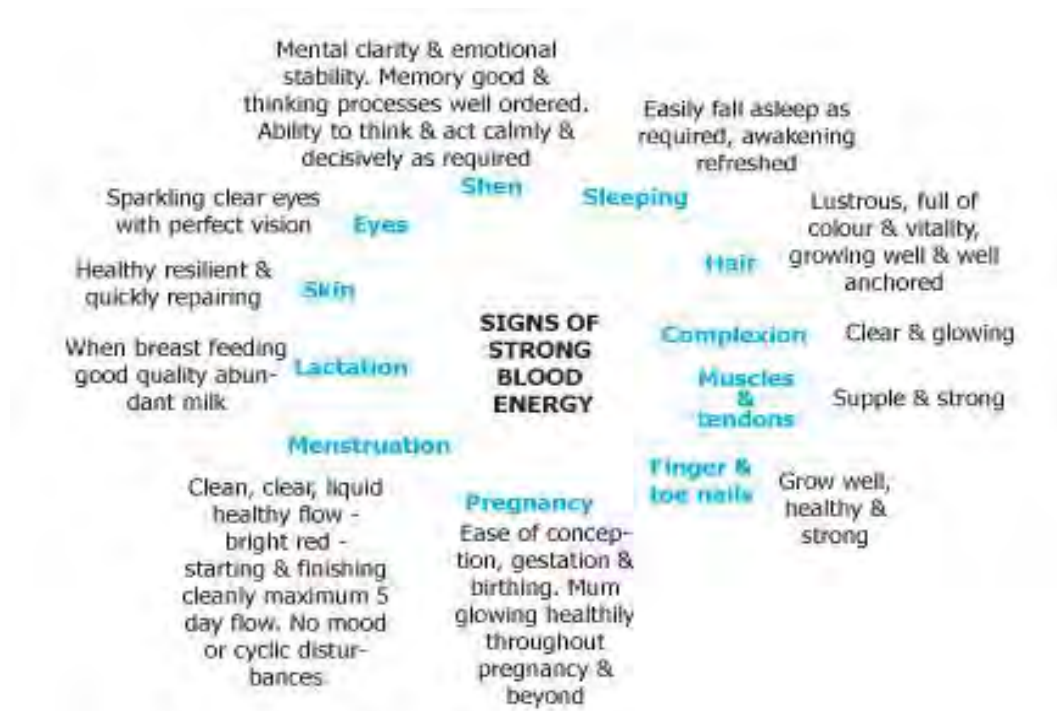 Mental clarity & emotional
stability. Memory good &
thinking processes well ordered.
Ability to think & act calmly &
decisively as required
Shen
Easily fall asleep as
required, awakening
refreshed
Sleeping
Sparkling clear eyes
with perfect vision
Eyes
Lustrous, full of
colour & vitality,
growing well & well
anchored
Hair
Healthy resilient &
quickly repairing
Skin
SIGNS OF
STRONG
BLOOD
ENERGY
Complexion
Clear & glowing
When breast feeding
good quality abun-
dant milk
Lactation
Muscles
&
tendons
Supple & strong
Menstruation
Clean, clear, liquid
healthy flow -
bright red -
starting & finishing
cleanly maximum 5
day flow. No mood
or cyclic distur-
bances
Pregnancy
Ease of concep-
tion, gestation &
birthing. Mum
glowing healthily
throughout
pregnancy &
beyond
Finger &
toe nails
Grow well,
healthy &
strong